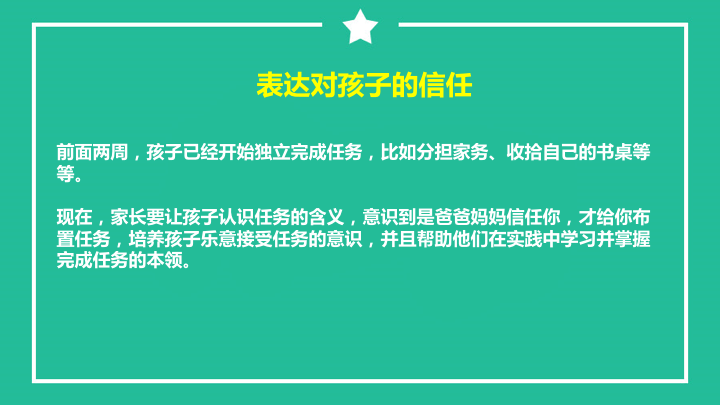 表达对孩子的信任
前面两周，孩子已经开始独立完成任务，比如分担家务、收拾自己的书桌等
等。
现在，家长要让孩子认识任务的含义，意识到是爸爸妈妈信任你，才给你布
置任务，培养孩子乐意接受任务的意识，并且帮助他们在实践中学习并掌握
完成任务的本领。